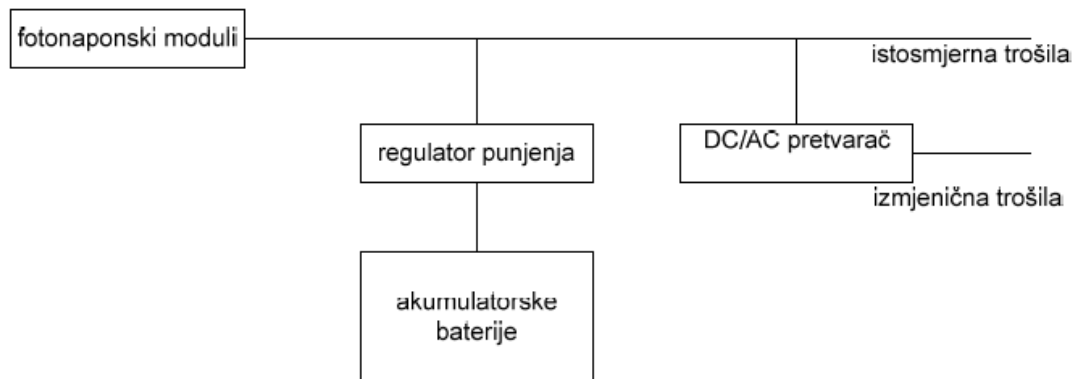 fotonaponski moduli
istosmjerna trošila
regulator punjenja
DC/AC pretvarač
izmjenična trošila
akumulatorske
baterije